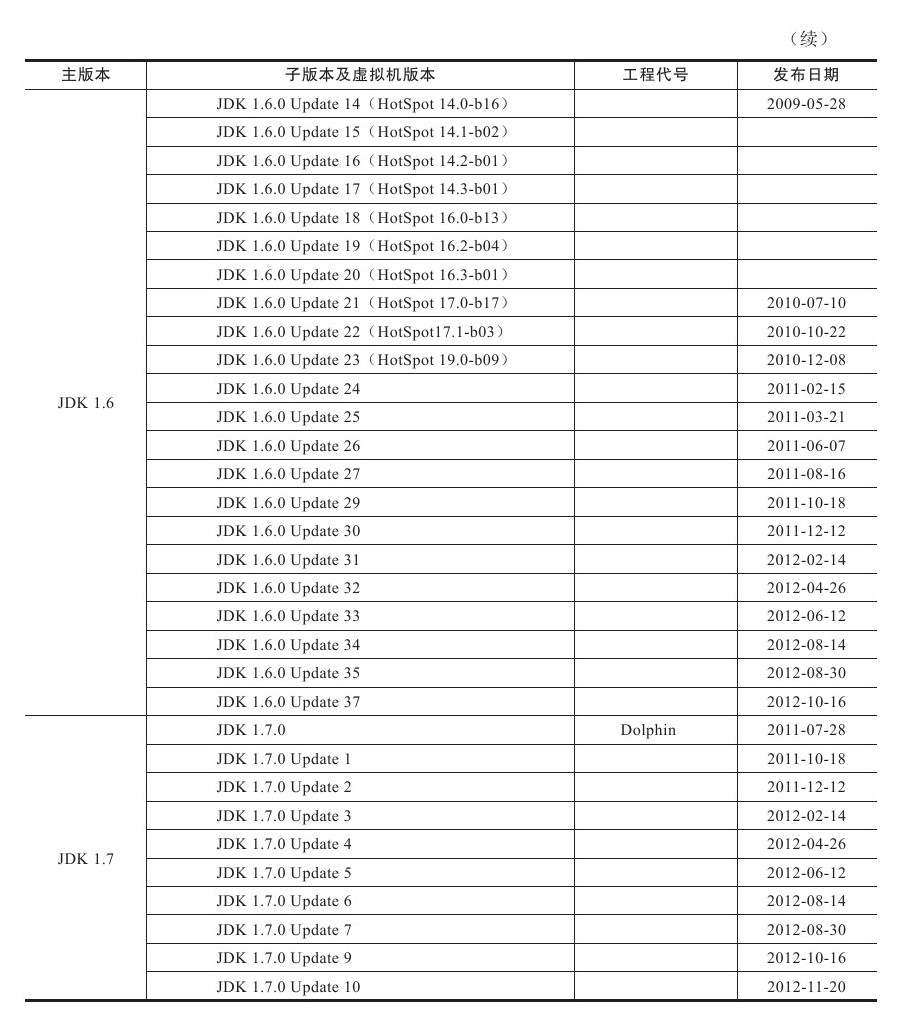 （续）
主版本 子版本及虚拟机版本 工程代号 发布日期
JDK 1.6.0 Update 14（HotSpot 14.0-b16） 2009-05-28
JDK 1.6.0 Update 15（HotSpot 14.1-b02）
JDK 1.6.0 Update 16（HotSpot 14.2-b01）
JDK 1.6.0 Update 17（HotSpot 14.3-b01）
JDK 1.6.0 Update 18（HotSpot 16.0-b13）
JDK 1.6.0 Update 19（HotSpot 16.2-b04）
JDK 1.6.0 Update 20（HotSpot 16.3-b01）
JDK 1.6.0 Update 21（HotSpot 17.0-b17） 2010-07-10
JDK 1.6.0 Update 22（HotSpot17.1-b03） 2010-10-22
JDK 1.6.0 Update 23（HotSpot 19.0-b09） 2010-12-08
JDK 1.6.0 Update 24 2011-02-15
JDK 1.6
JDK 1.6.0 Update 25 2011-03-21
JDK 1.6.0 Update 26 2011-06-07
JDK 1.6.0 Update 27 2011-08-16
JDK 1.6.0 Update 29 2011-10-18
JDK 1.6.0 Update 30 2011-12-12
JDK 1.6.0 Update 31 2012-02-14
JDK 1.6.0 Update 32 2012-04-26
JDK 1.6.0 Update 33 2012-06-12
JDK 1.6.0 Update 34 2012-08-14
JDK 1.6.0 Update 35 2012-08-30
JDK 1.6.0 Update 37 2012-10-16
JDK 1.7.0 Dolphin 2011-07-28
JDK 1.7.0 Update 1 2011-10-18
JDK 1.7.0 Update 2 2011-12-12
JDK 1.7.0 Update 3 2012-02-14
JDK 1.7.0 Update 4 2012-04-26
JDK 1.7
JDK 1.7.0 Update 5 2012-06-12
JDK 1.7.0 Update 6 2012-08-14
JDK 1.7.0 Update 7 2012-08-30
JDK 1.7.0 Update 9 2012-10-16
JDK 1.7.0 Update 10 2012-11-20